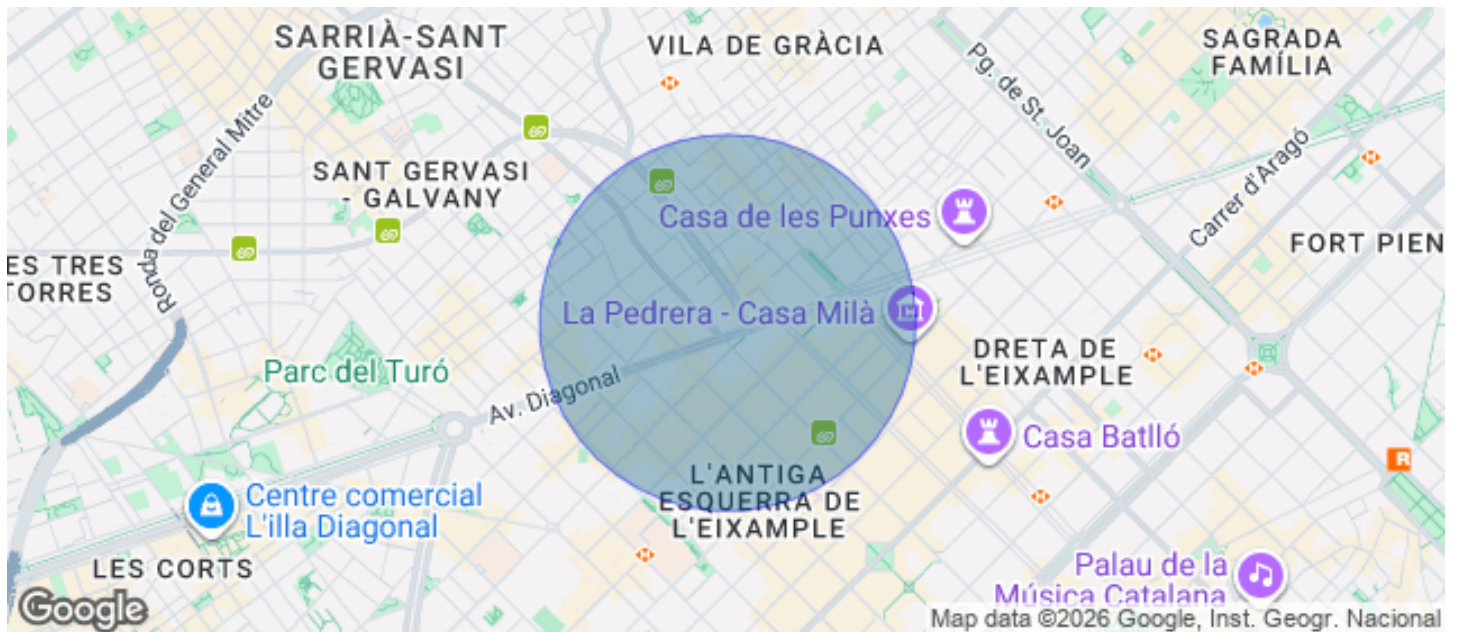 SARRIÀ-SANT
GERVASI
VILA DE GRÀCIA
SAGRADA
FAMÍLIA
Pg. de St. Joan
Ronda del General Mitre
Carrer d'Aragó
SANT GERVASI
- GALVANY
Casa de les Punxes
FORT PIEN
ES TRES
TORRES
La Pedrera - Casa Milà
DRETA DE
L'EIXAMPLE
Parc del Turó
Av. Diagonal
Casa Batlló
R
L'ANTIGA
ESQUERRA DE
L'EIXAMPLE
Centre comercial
L'illa Diagonal
LES CORTS
Palau de la
Música Catalana
Google
Map data ©2026 Google, Inst. Geogr. Nacional